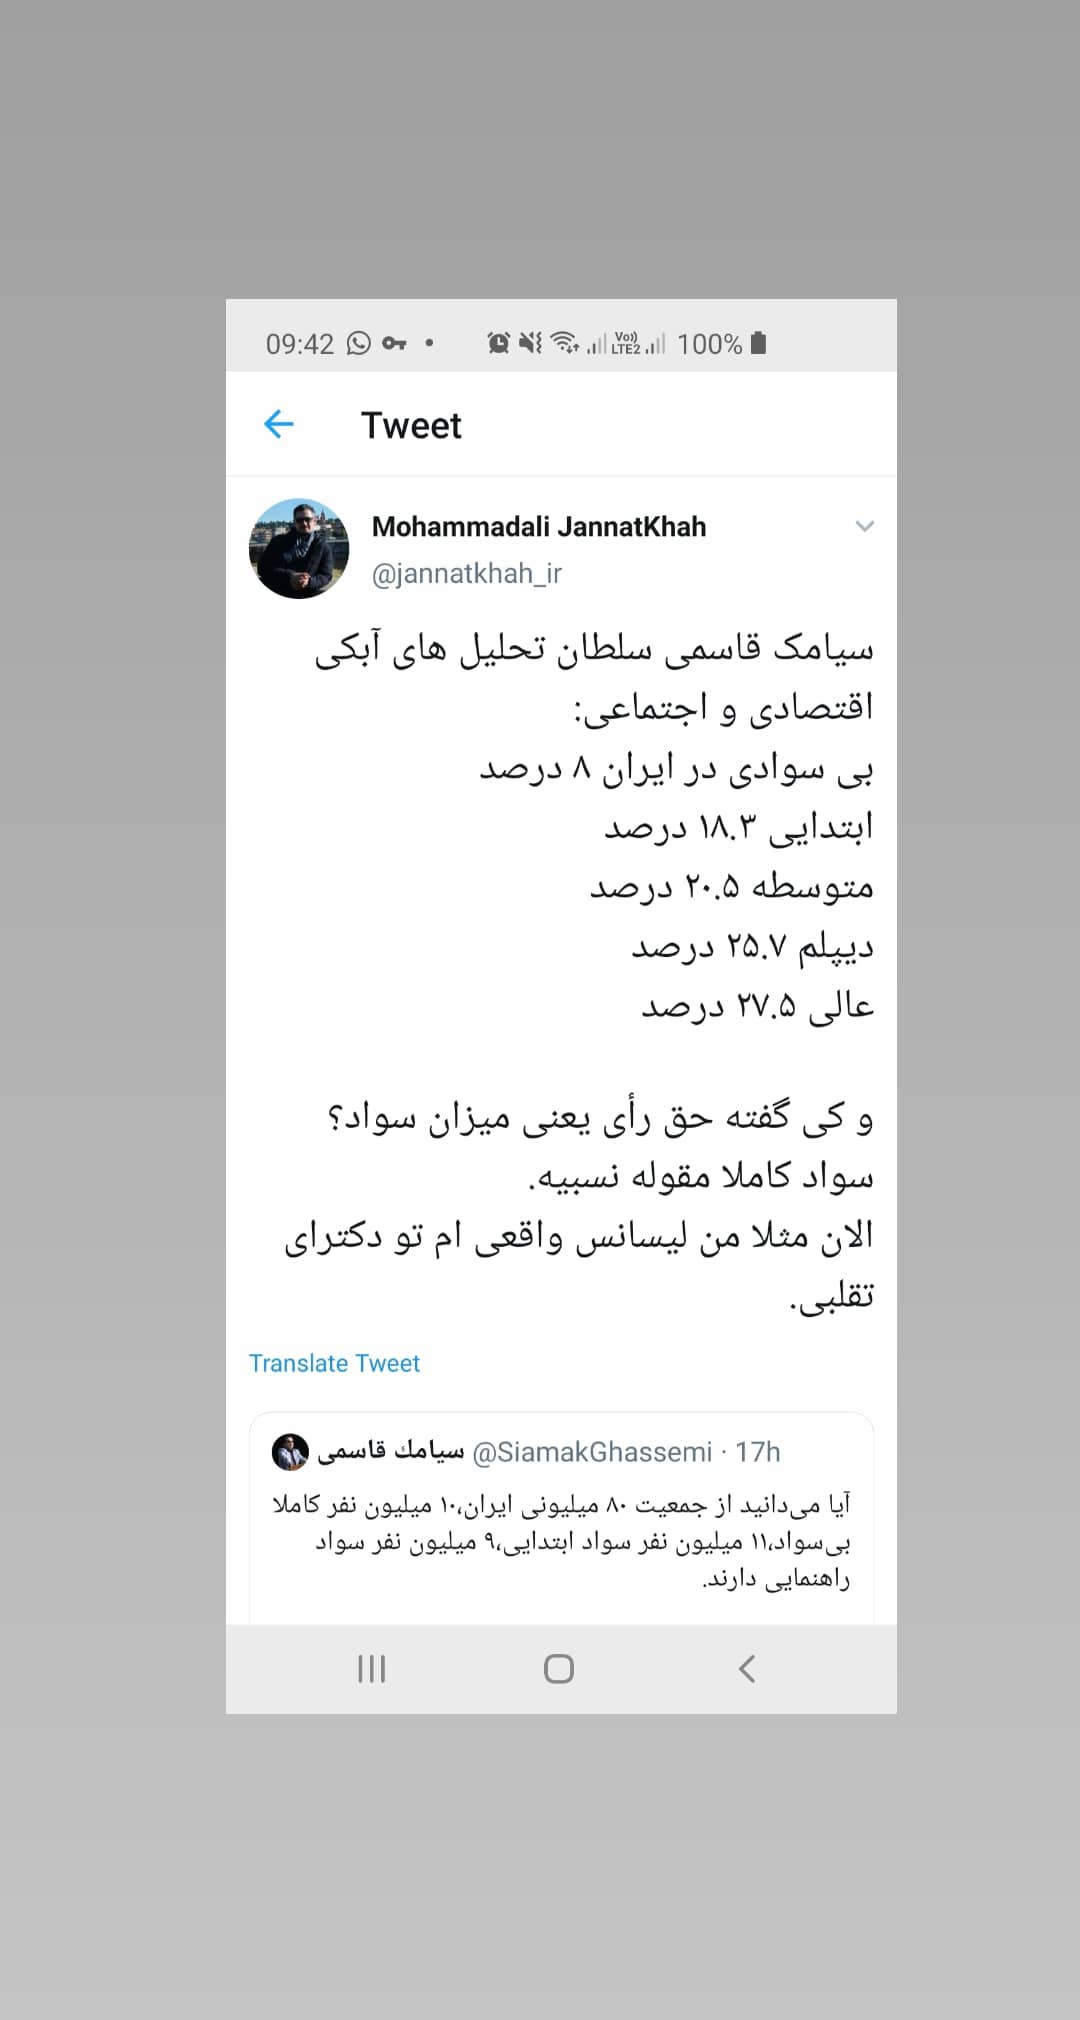 09:42
Vo))
LTE2
100%
Tweet
Mohammadali JannatKhah
@jannatkhah_ir
سیامک قاسمی سلطان تحلیل های آبکی
اقتصادی و اجتماعی:
بی سوادی در ایران ۸ درصد
ابتدایی ۱۸.۳ درصد
متوسطه ۲۰.۵ درصد
دیپلم ۲۵.۷ درصد
عالی ۲۷.۵ درصد
و کی گفته حق رأی یعنی میزان سواد؟
سواد کاملا مقوله نسبیه.
الان مثلا من لیسانس واقعی ام تو دکترای
تقلبی.
Translate Tweet
سیامك قاسمی @SiamakGhassemi · 17h
آیا می‌دانید از جمعیت ۸۰ میلیونی ایران،۱۰ میلیون نفر کاملا
بی‌سواد،۱۱ میلیون نفر سواد ابتدایی،۹ میلیون نفر سواد
راهنمایی دارند.